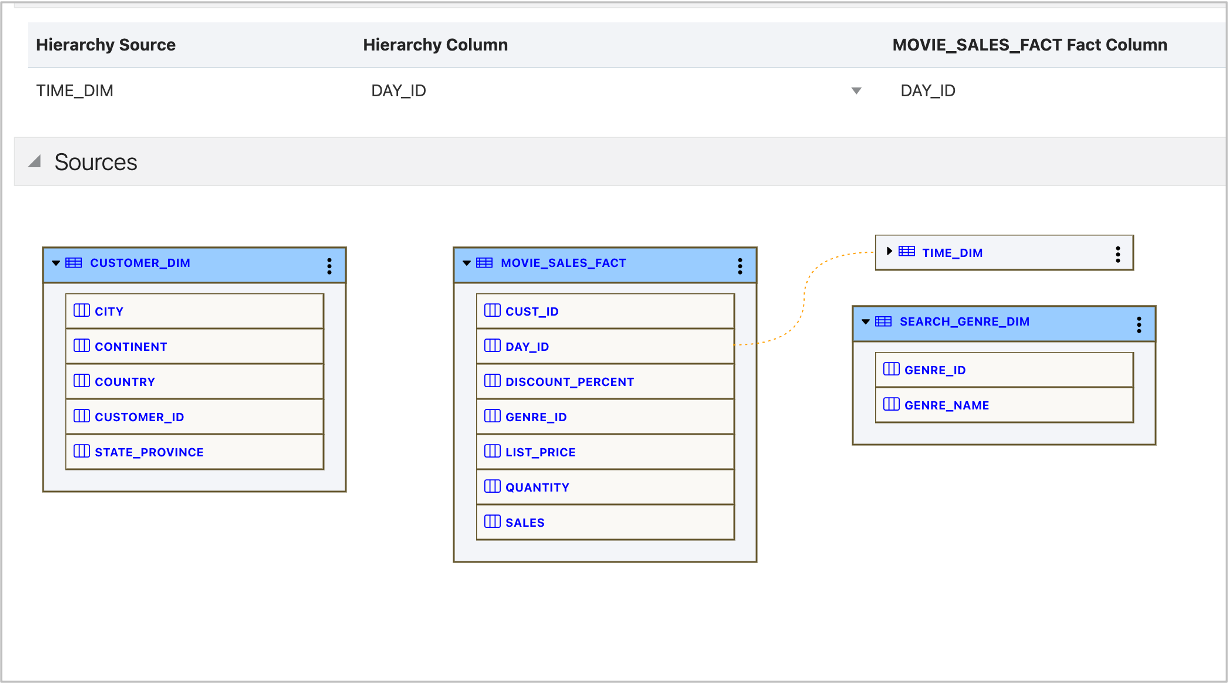 Hierarchy Source Hierarchy Column MOVIE_SALES_FACT Fact Column
TIME_DIM DAY_ID DAY_ID
Sources
CUSTOMER_DIM
CITY
CONTINENT
COUNTRY
CUSTOMER_ID
STATE_PROVINCE
MOVIE_SALES_FACT
CUST_ID
DAY_ID
DISCOUNT_PERCENT
GENRE_ID
LIST_PRICE
QUANTITY
SALES
TIME_DIM
SEARCH_GENRE_DIM
GENRE_ID
GENRE_NAME